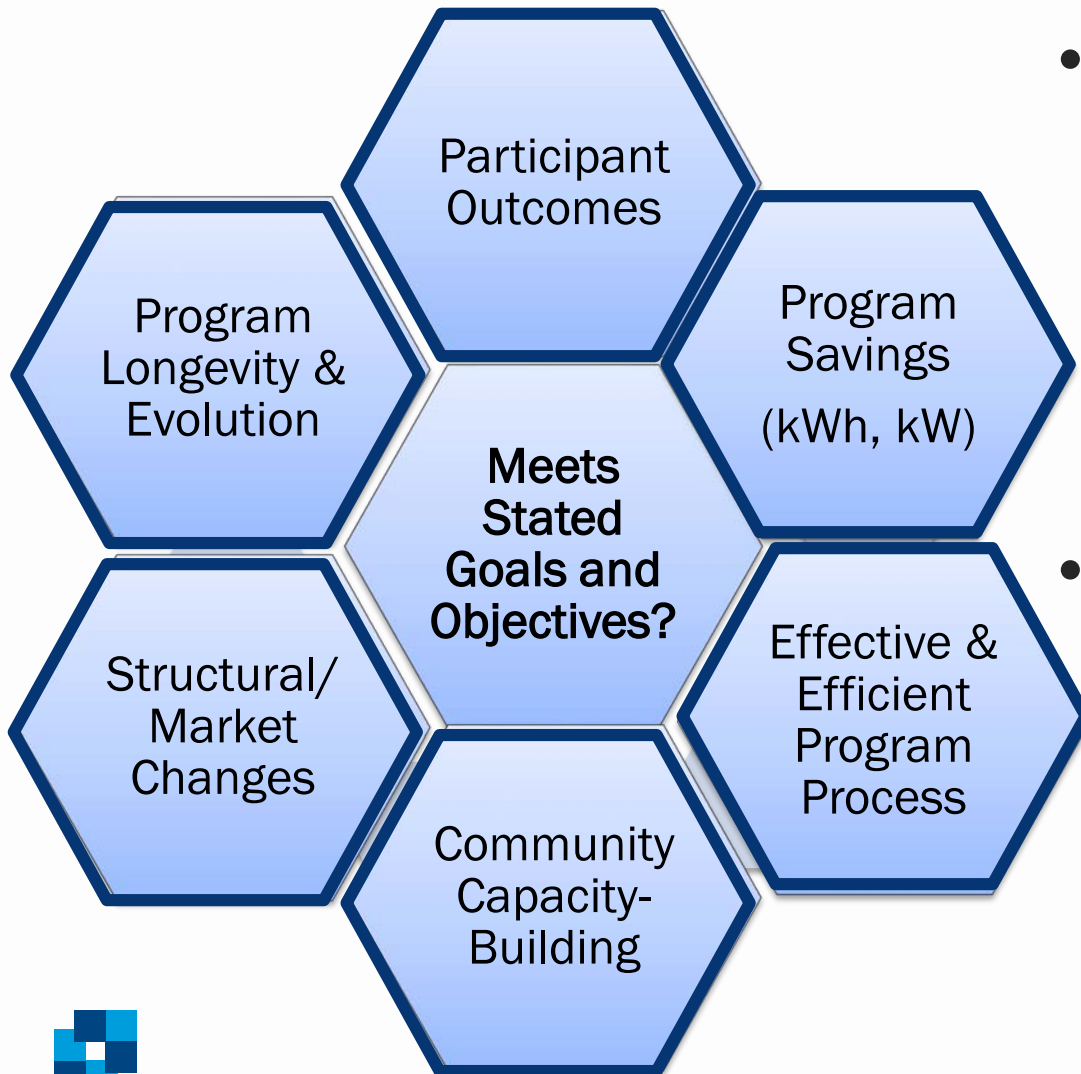 Participant
Outcomes
Program
Savings
(kWh, kW)
Effective &
Efficient
Program
Process
Community
Capacity-
Building
Structural/
Market
Changes
Program
Longevity &
Evolution
Meets
Stated
Goals and
Objectives?